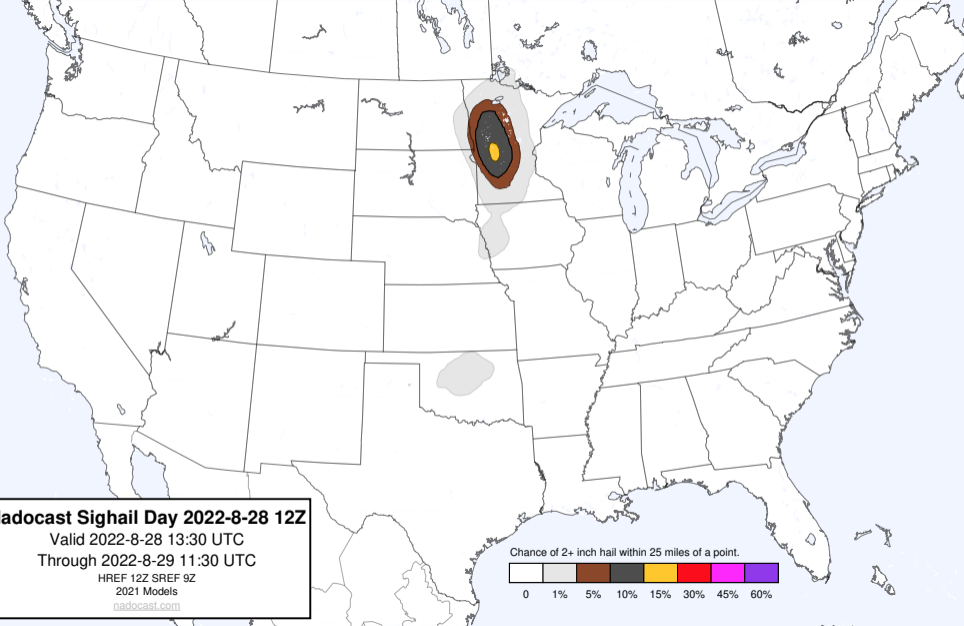 adocast Sighail Day 2022-8-28 12Z
Valid 2022-8-28 13:30 UTC
Through 2022-8-29 11:30 UTC
HREF 12Z SREF 9Z
2021 Models
nadocast.com
Chance of 2+ inch hail within 25 miles of a point.
0 1% 5% 10% 15% 30% 45% 60%